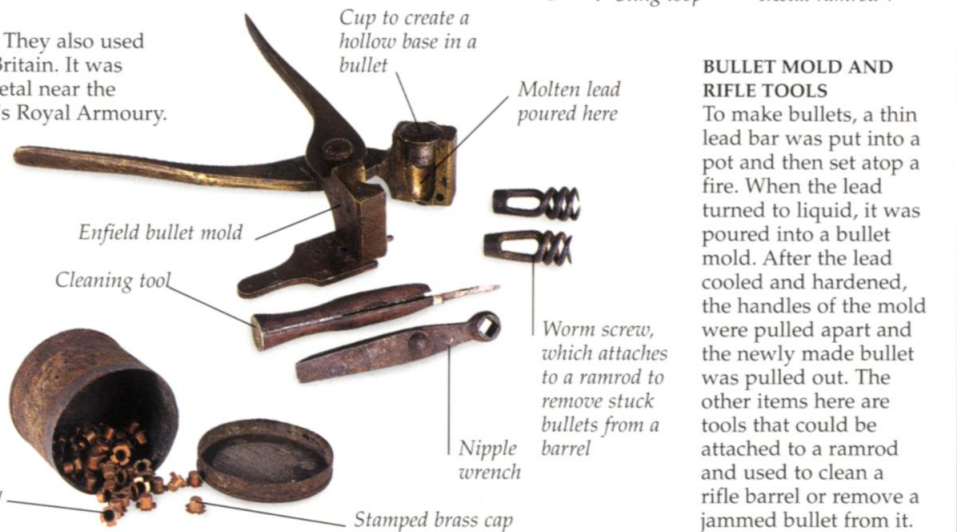 They also used
Britain. It was
metal near the
's Royal Armoury.
Cup to create a
hollow base in a
bullet
Molten lead
poured here
Enfield bullet mold
Cleaning tool
Worm screw,
which attaches
to a ramrod to
remove stuck
bullets from a
barrel
Nipple
wrench
Stamped brass cap
BULLET MOLD AND
RIFLE TOOLS
To make bullets, a thin
lead bar was put into a
pot and then set atop a
fire. When the lead
turned to liquid, it was
poured into a bullet
mold. After the lead
cooled and hardened,
the handles of the mold
were pulled apart and
the newly made bullet
was pulled out. The
other items here are
tools that could be
attached to a ramrod
and used to clean a
rifle barrel or remove a
jammed bullet from it.